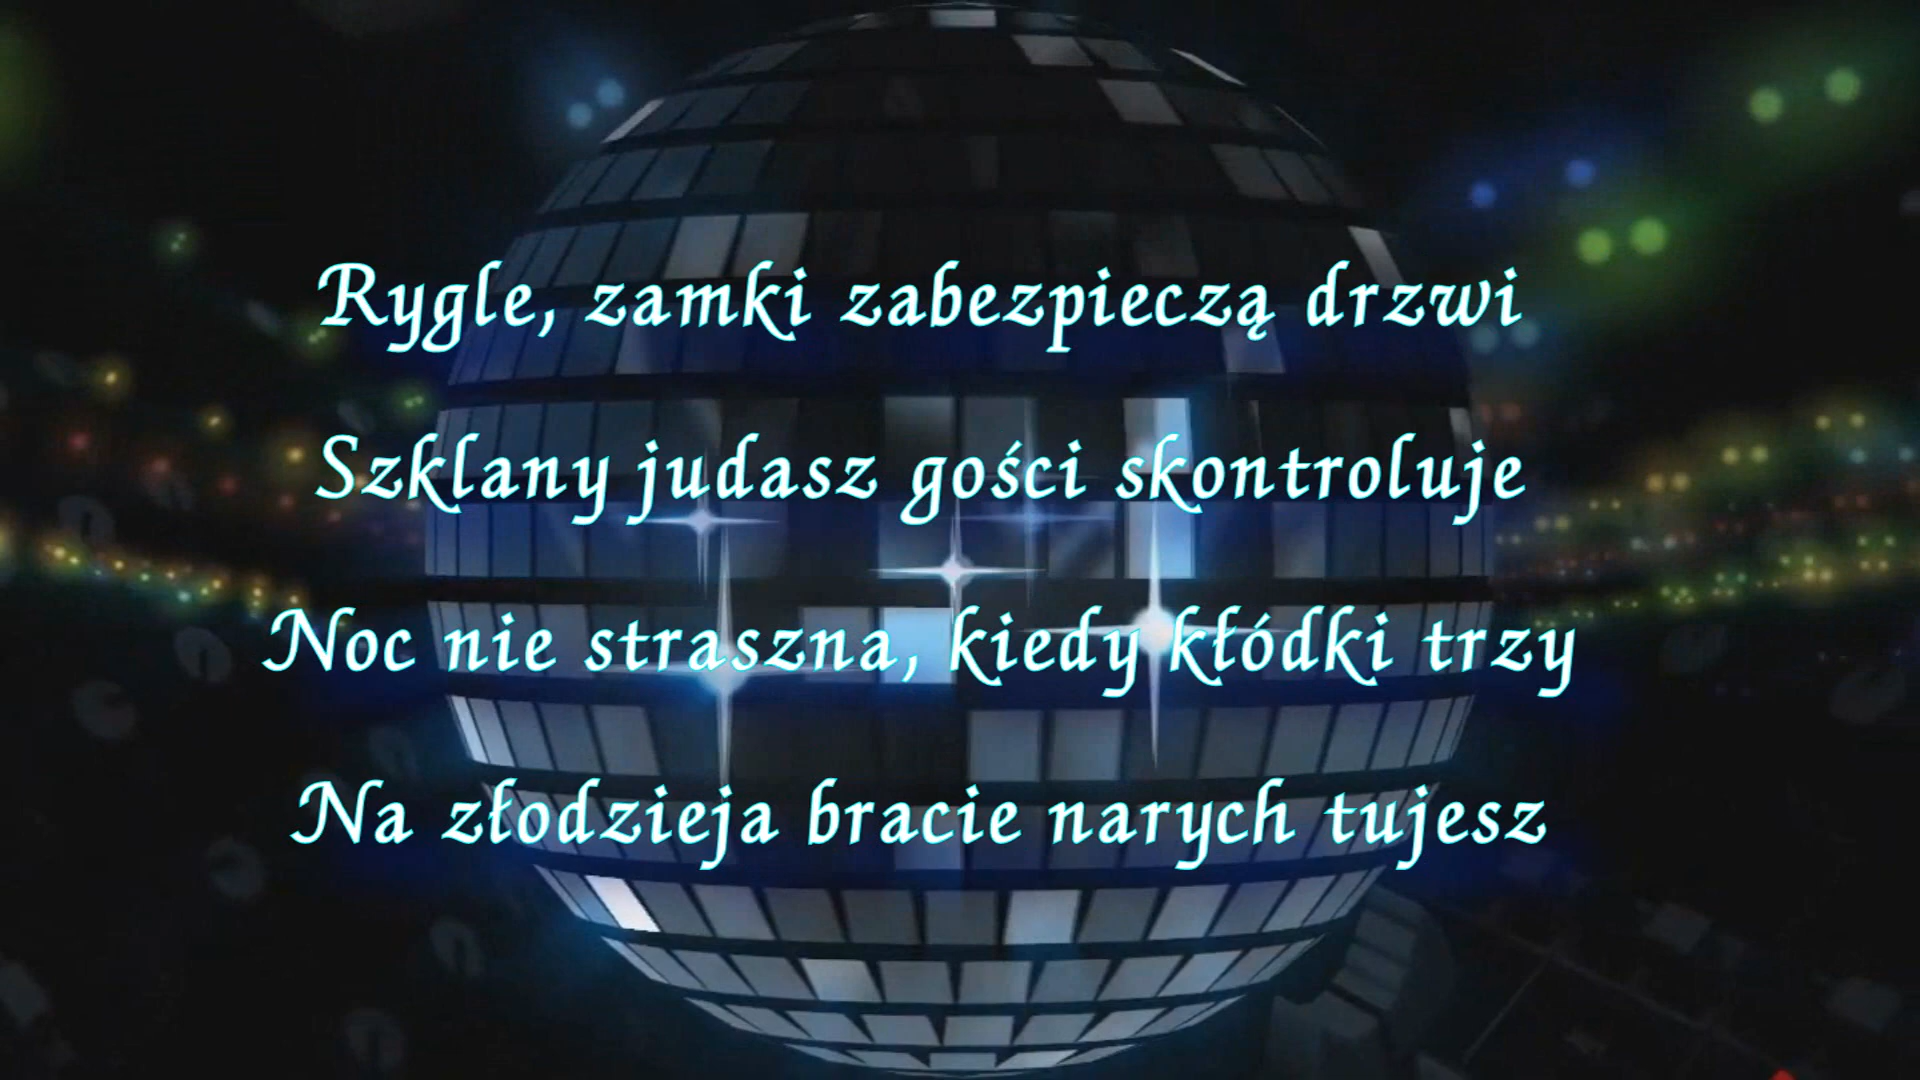 Rygle, zamki zabezpieczą drzwi
Szklany judasz gości skontroluje
Noc nie straszna, kiedy kłódki trzy
Na złodzieja bracie narych tujesz